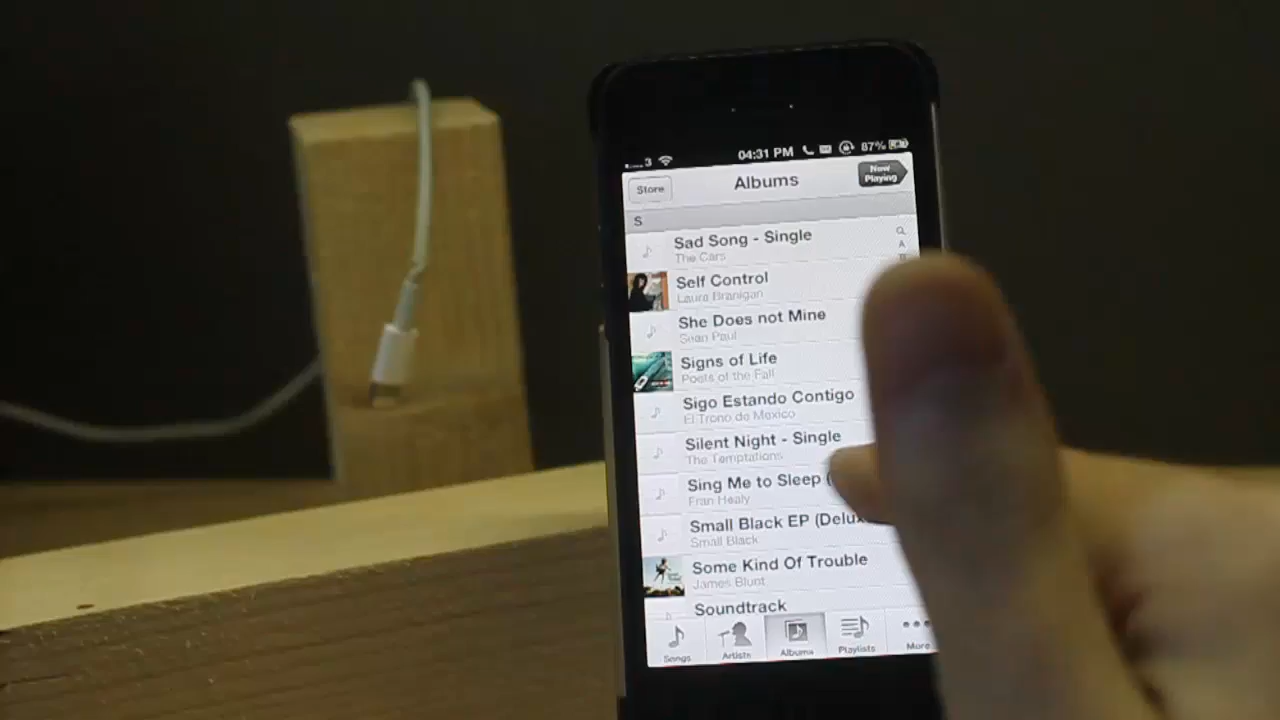 3 04:31 PM 87%
Store Albums Now Playing
S
Sad Song - Single
The Cars
A
Self Control
Laura Branigan
She Does not Mine
Sean Paul
Signs of Life
Poets of the Fall
Sigo Estando Contigo
El Trono de Mexico
Silent Night - Single
The Temptations
Sing Me to Sleep (
Fran Healy
Small Black EP (Delux
Small Black
Some Kind Of Trouble
James Blunt
Soundtrack
Songs Artists Albums Playlists More